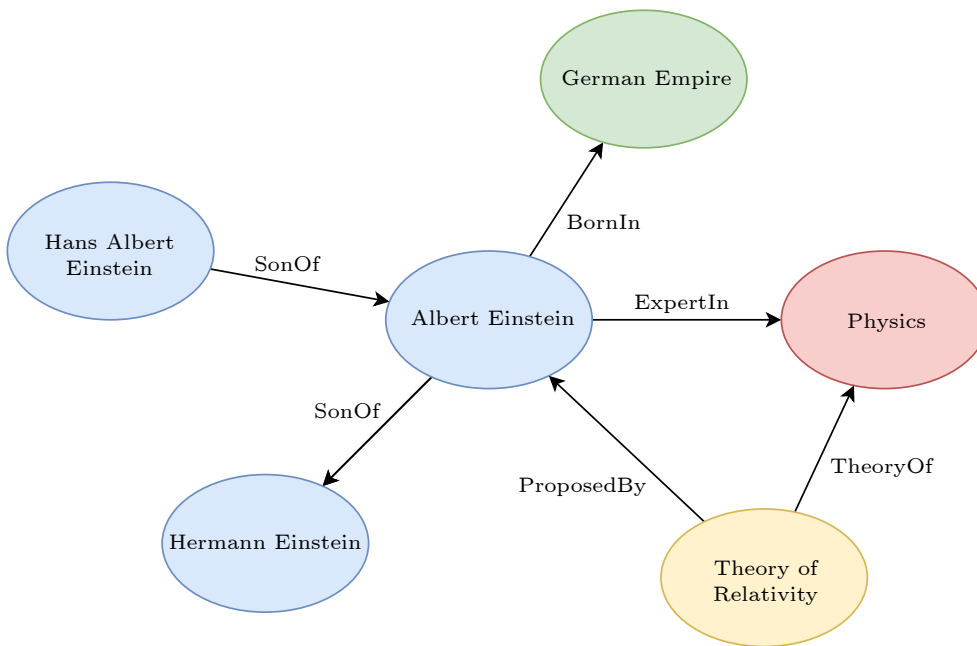 German Empire
BornIn
Hans Albert
Einstein
SonOf
Albert Einstein
ExpertIn
Physics
SonOf
ProposedBy
TheoryOf
Hermann Einstein
Theory of
Relativity